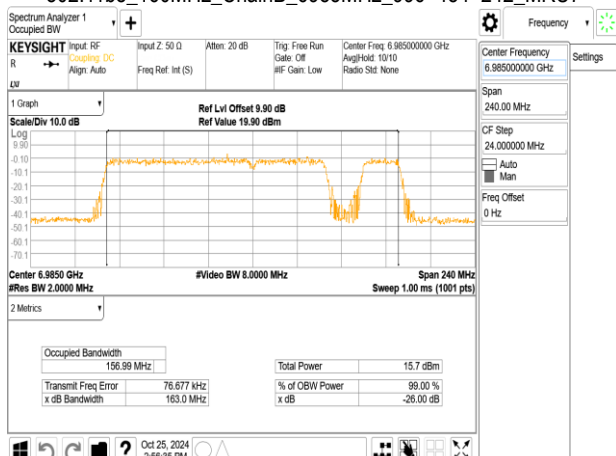 Spectrum Analyzer 1
Occupied BW
Frequency
KEYSIGHT
R
Input: RF
Coupling: DC
Align: Auto
Input Z: 50 Ω
Freq Ref: Int (S)
Atten: 20 dB
Trig: Free Run
Gate: Off
#IF Gain: Low
Center Freq: 6.985000000 GHz
Avg|Hold: 10/10
Radio Std: None
Center Frequency
6.985000000 GHz
Settings
Span
240.00 MHz
CF Step
24.000000 MHz
Auto
Man
Freq Offset
0 Hz
1 Graph
Scale/Div 10.0 dB
Ref Lvl Offset 9.90 dB
Ref Value 19.90 dBm
Log
9.90
-0.10
-10.1
-20.1
-30.1
-40.1
-50.1
-60.1
-70.1
Center 6.9850 GHz
#Video BW 8.0000 MHz
Span 240 MHz
#Res BW 2.0000 MHz
Sweep 1.00 ms (1001 pts)
2 Metrics
Occupied Bandwidth
156.99 MHz
Total Power 15.7 dBm
Transmit Freq Error 76.677 kHz
% of OBW Power 99.00 %
x dB Bandwidth 163.0 MHz
x dB -26.00 dB
Oct 25, 2024